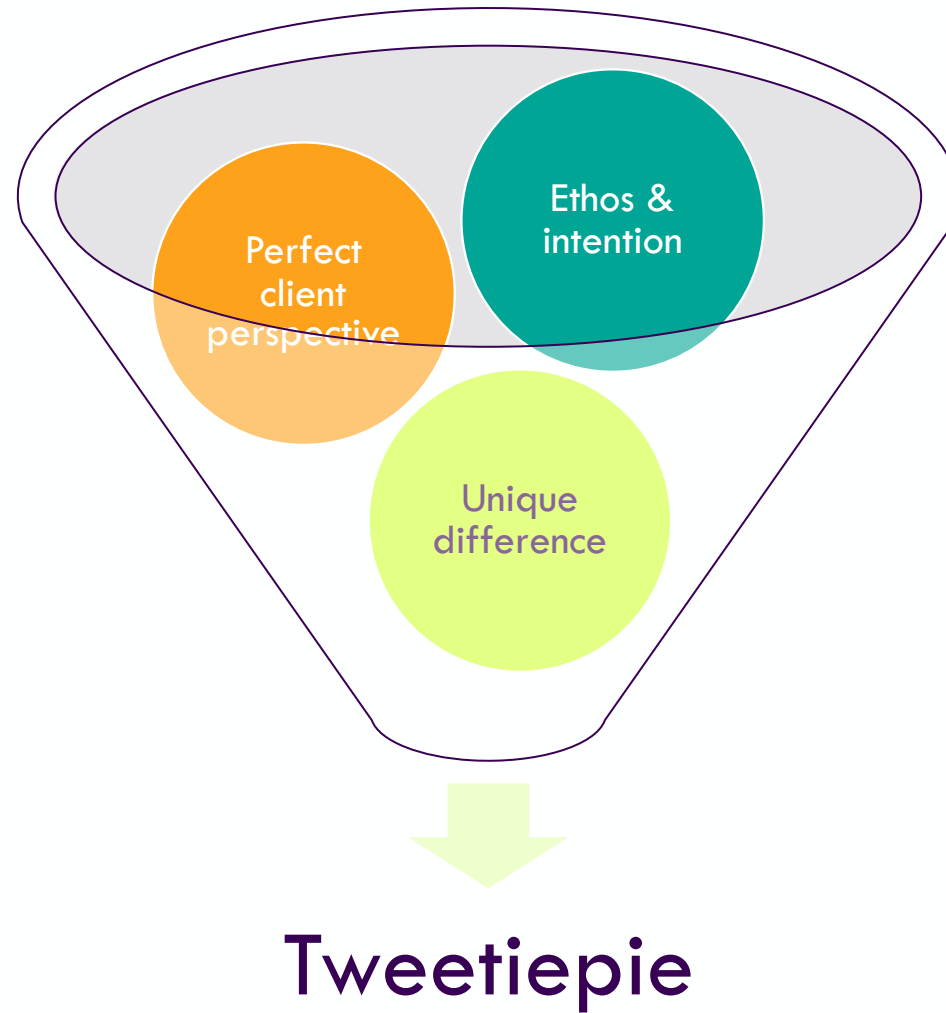 Ethos &
intention
Perfect
client
perspective
Unique
difference
Tweetiepie